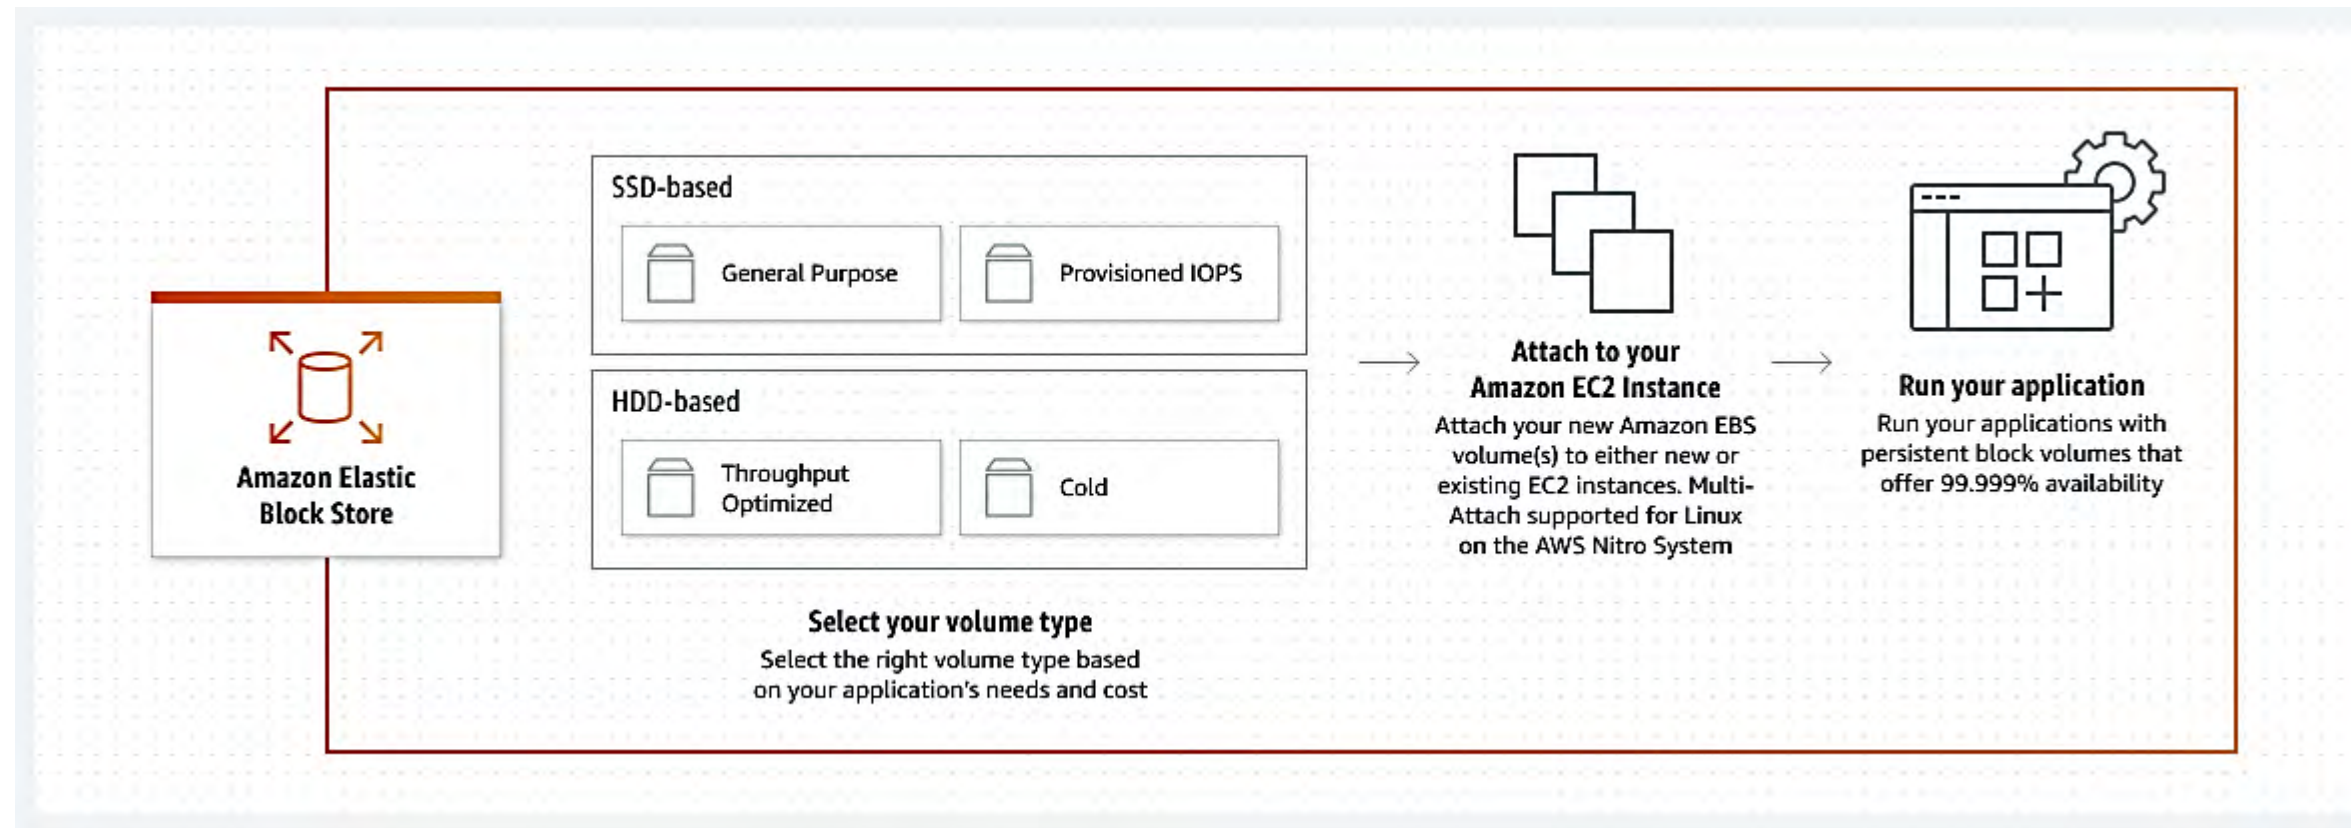 Amazon Elastic
Block Store
SSD-based
General Purpose
Provisioned IOPS
HDD-based
Throughput
Optimized
Cold
Select your volume type
Select the right volume type based
on your application's needs and cost
Attach to your
Amazon EC2 Instance
Attach your new Amazon EBS
volume(s) to either new or
existing EC2 instances. Multi-
Attach supported for Linux
on the AWS Nitro System
Run your application
Run your applications with
persistent block volumes that
offer 99.999% availability